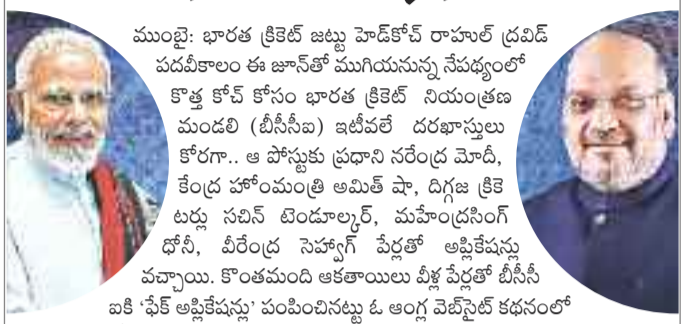 ముంబై: భారత క్రికెట్ జట్టు హెడ్‌కోచ్ రాహుల్ ద్రవిడ్
పదవీకాలం ఈ జూన్‌తో ముగియనున్న నేపథ్యంలో
కొత్త కోచ్ కోసం భారత క్రికెట్ నియంత్రణ
మండలి (బీసీసీఐ) ఇటీవలే దరఖాస్తులు
కోరగా.. ఆ పోస్టుకు ప్రధాని నరేంద్ర మోదీ,
కేంద్ర హోంమంత్రి అమిత్ షా, దిగ్గజ క్రికె
టర్లు సచిన్ టెండూల్కర్, మహేంద్రసింగ్
ధోనీ, వీరేంద్ర సెహ్వాగ్ పేర్లతో అప్లికేషన్లు
వచ్చాయి. కొంతమంది ఆకతాయిలు వీళ్ల పేర్లతో బీసీసీ
ఐకి ‘ఫేక్ అప్లికేషన్లు’ పంపించినట్టు ఓ ఆంగ్ల వెబ్‌సైట్ కథనంలో